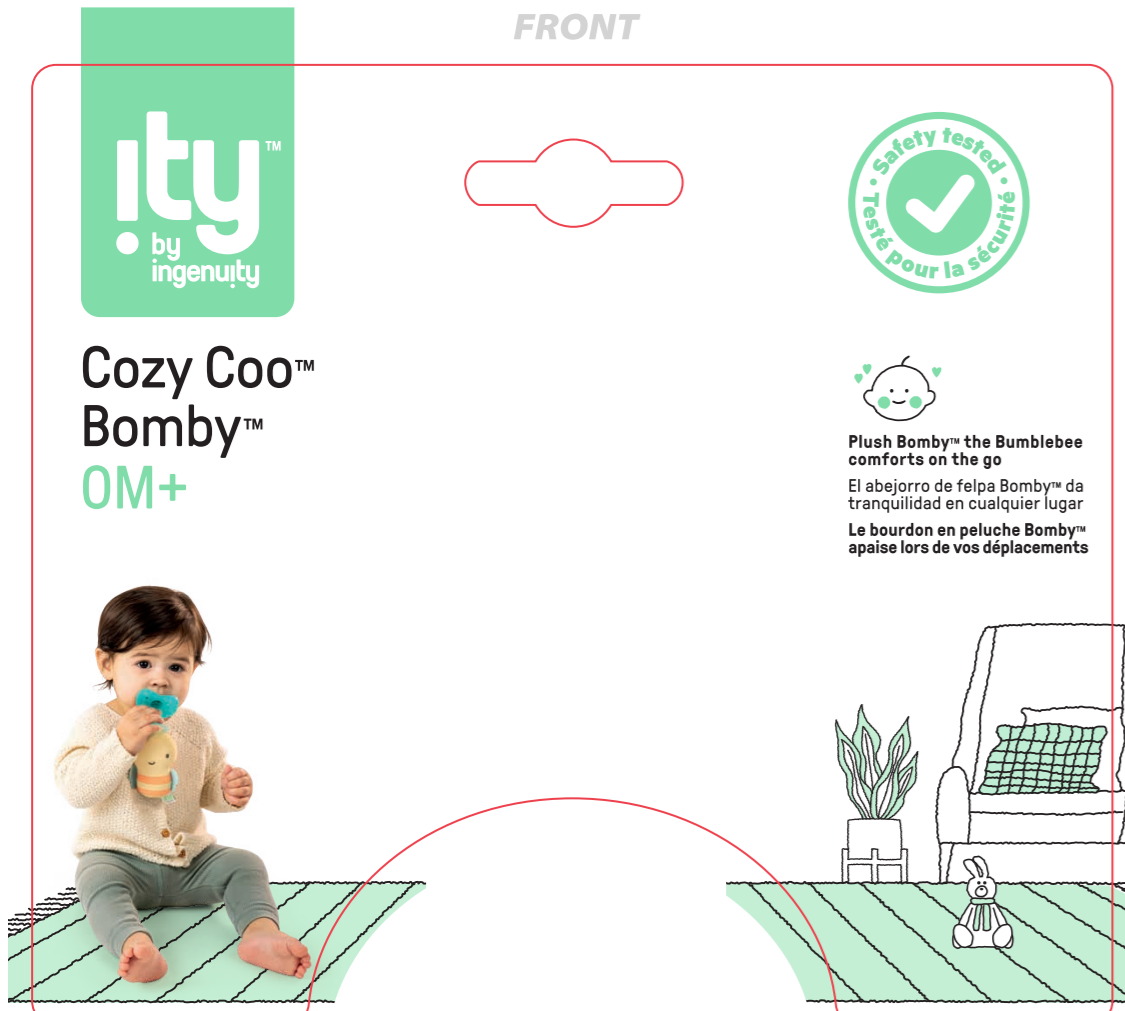 FRONT
ity™
by
ingenuity
Safety tested
Testé pour la sécurité
Cozy Coo™
Bomby™
0M+
Plush Bomby™ the Bumblebee
comforts on the go
El abejorro de felpa Bomby™ da
tranquilidad en cualquier lugar
Le bourdon en peluche Bomby™
apaise lors de vos déplacements